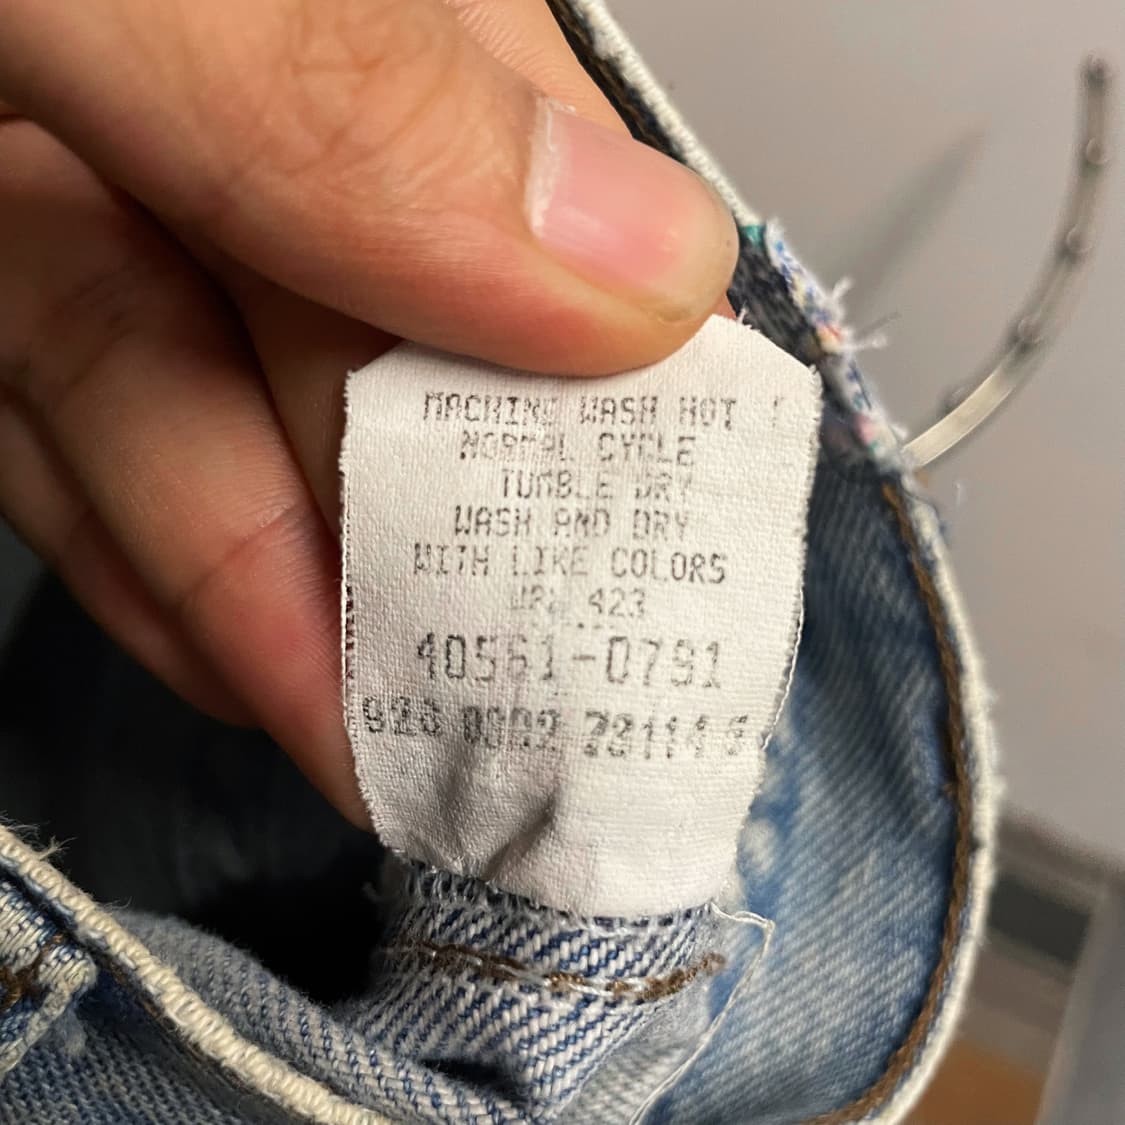 MACHINE WASH HOT
NORMAL CYCLE
TUMBLE DRY
WASH AND DRY
WITH LIKE COLORS
WPL 423
40561-0791